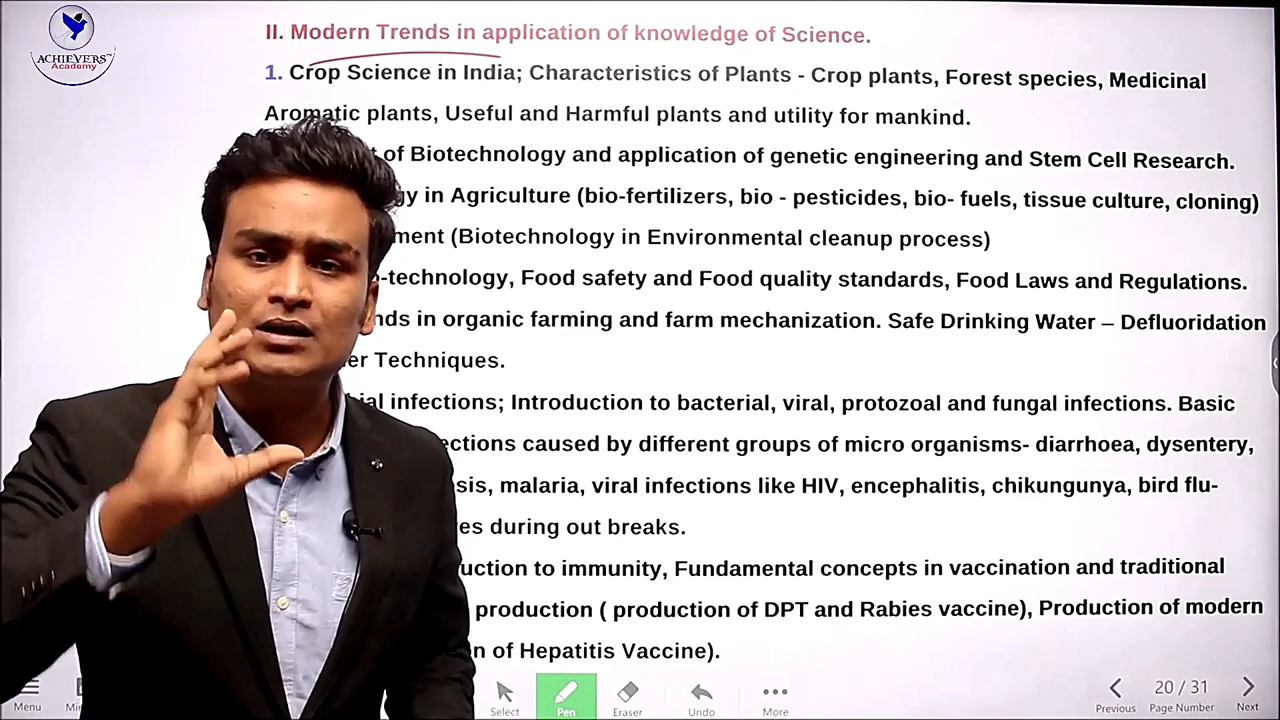 ACHIEVERS
Academy
II. Modern Trends in application of knowledge of Science.
1. Crop Science in India; Characteristics of Plants - Crop plants, Forest species, Medicinal
Aromatic plants, Useful and Harmful plants and utility for mankind.
of Biotechnology and application of genetic engineering and Stem Cell Research.
in Agriculture (bio-fertilizers, bio - pesticides, bio- fuels, tissue culture, cloning)
(Biotechnology in Environmental cleanup process)
-technology, Food safety and Food quality standards, Food Laws and Regulations.
in organic farming and farm mechanization. Safe Drinking Water – Defluoridation
Techniques.
infections; Introduction to bacterial, viral, protozoal and fungal infections. Basic
caused by different groups of micro organisms- diarrhoea, dysentery,
malaria, viral infections like HIV, encephalitis, chikungunya, bird flu-
during out breaks.
to immunity, Fundamental concepts in vaccination and traditional
production ( production of DPT and Rabies vaccine), Production of modern
of Hepatitis Vaccine).
Menu
Select
Pen
Eraser
Undo
More
Previous
20 / 31
Page Number
Next